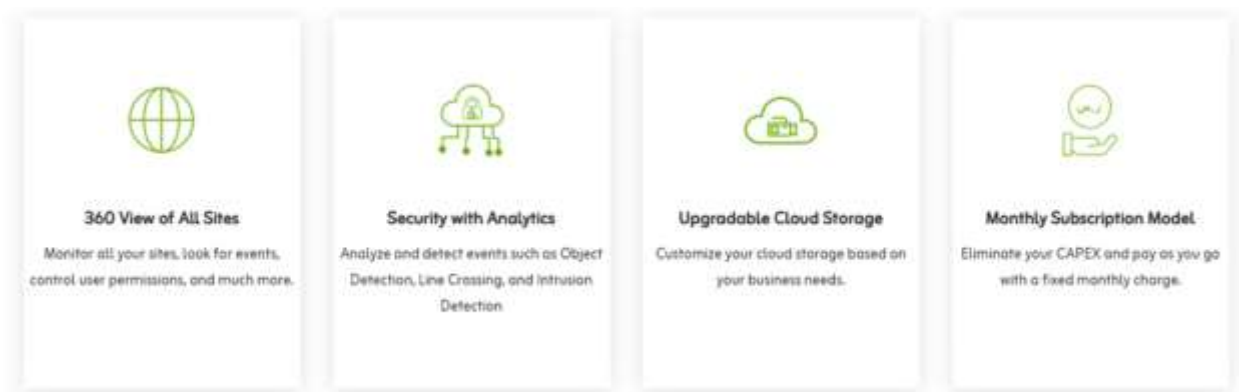 360 View of All Sites
Monitor all your sites, look for events,
control user permissions, and much more.
Security with Analytics
Analyze and detect events such as Object
Detection, Line Crossing, and Intrusion
Detection
Upgradable Cloud Storage
Customize your cloud storage based on
your business needs.
Monthly Subscription Model
Eliminate your CAPEX and pay as you go
with a fixed monthly charge.